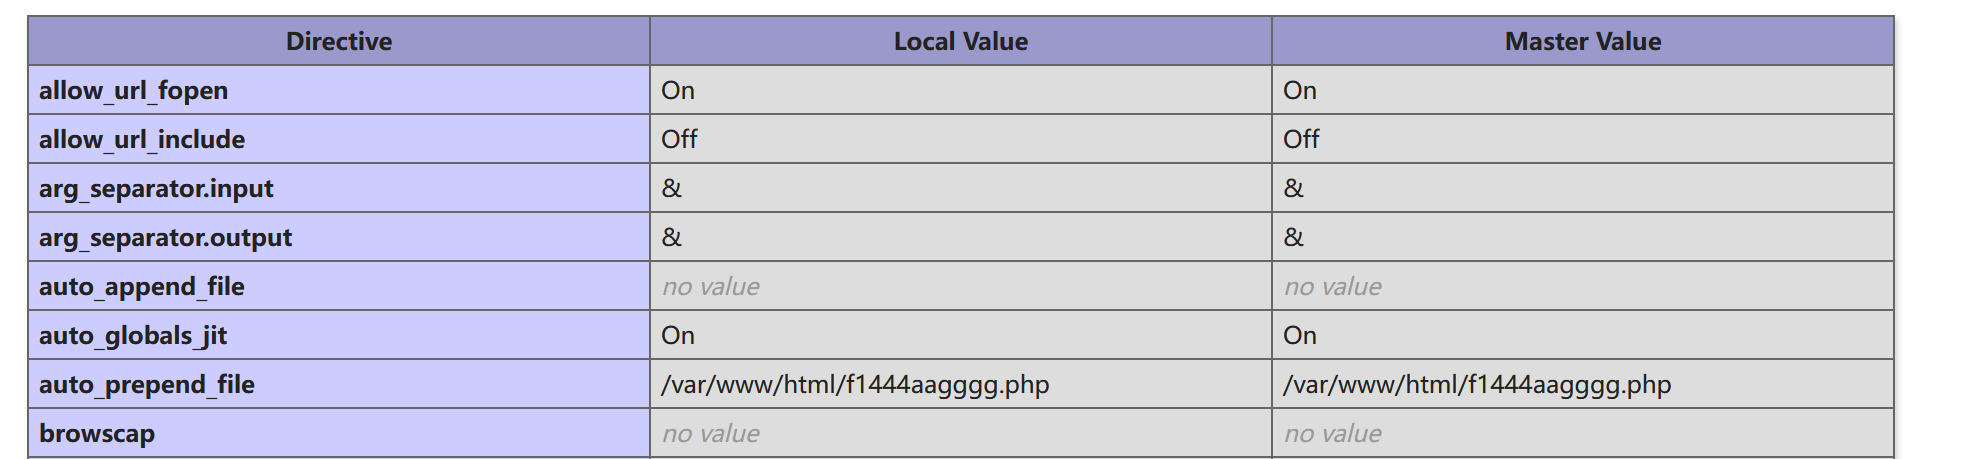 Directive Local Value Master Value
allow_url_fopen On On
allow_url_include Off Off
arg_separator.input & &
arg_separator.output & &
auto_append_file no value no value
auto_globals_jit On On
auto_prepend_file /var/www/html/f1444aagggg.php /var/www/html/f1444aagggg.php
browscap no value no value